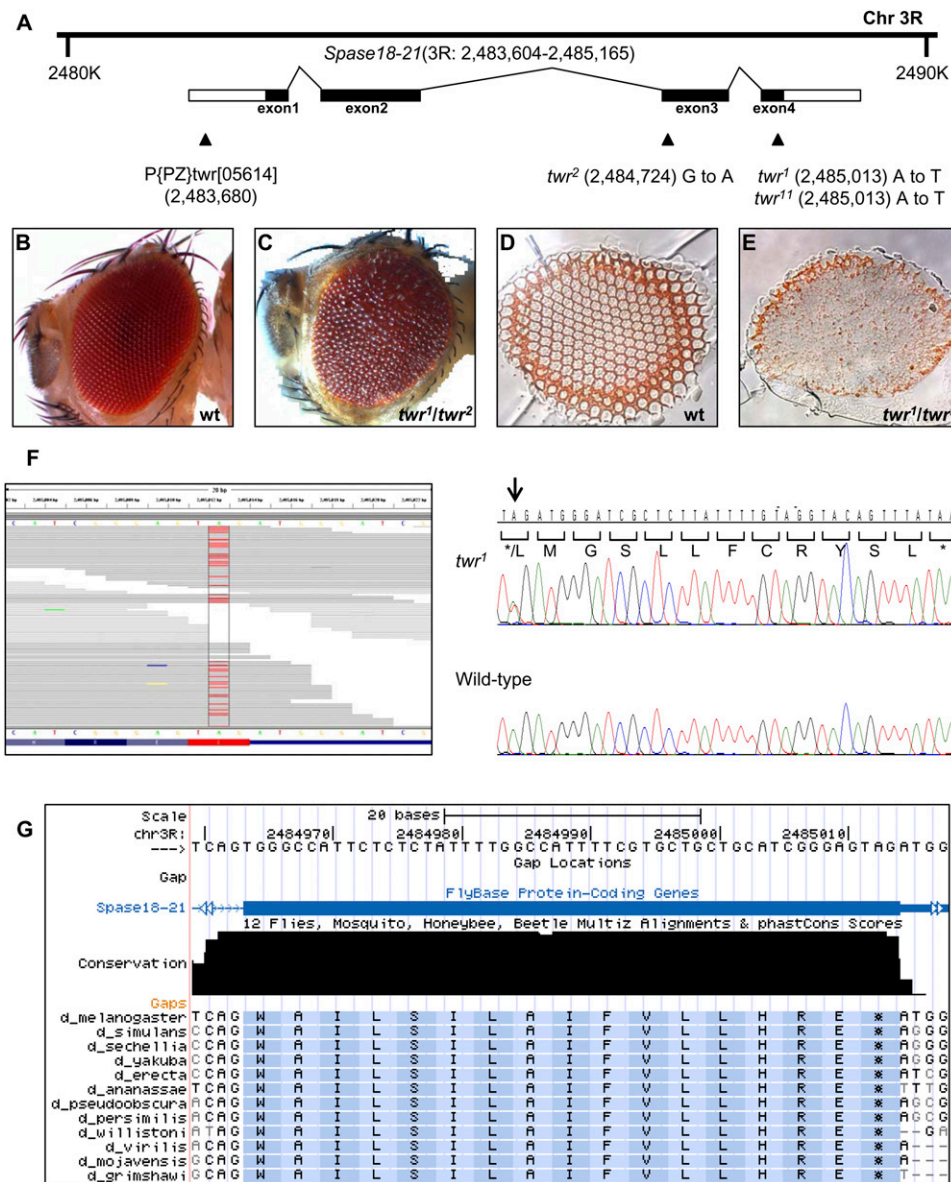 A
Chr 3R
Spase18-21(3R: 2,483,604-2,485,165)
2480K
2490K
exon1
exon2
exon3
exon4
P{PZ}twr[05614]
(2,483,680)
twr² (2,484,724) G to A
twr¹ (2,485,013) A to T
twr¹¹ (2,485,013) A to T
B
wt
C
twr¹/twr²
D
wt
E
twr¹/twr
F
20 bp
C A T C G G G A G T A G A T G G G A T C G
C A T C G G G A G T A G A T G G G A T C G
twr¹
TAGATGGGATCGCTCTTATTTTGTAGGTACAGTTTATA
*/L M G S L L F C R Y S L *
Wild-type
G
Scale
20 bases
chr3R:
2484970
2484980
2484990
2485000
2485010
--->
TCAGTGGGCCATTCTCTCTATTTTGGCCATTTTCGTGCTGCTGCATCGGGAGTAGATGG
Gap Locations
Gap
FlyBase Protein-Coding Genes
Spase18-21
12 Flies, Mosquito, Honeybee, Beetle Multiz Alignments & phastCons Scores
Conservation
Gaps
d_melanogaster T C A G W A I L S I L A I F V L L H R E * A T G G
d_simulans C C A G W A I L S I L A I F V L L H R E * A G G G
d_sechellia C C A G W A I L S I L A I F V L L H R E * A G G G
d_yakuba C C A G W A I L S I L A I F V L L H R E * A G G G
d_erecta C C A G W A I L S I L A I F V L L H R E * A T C G
d_ananassae T C A G W A I L S I L A I F V L L H R E * T T T G
d_pseudoobscura A C A G W A I L S I L A I F V L L H R E * A G C G
d_persimilis A C A G W A I L S I L A I F V L L H R E * A G C G
d_willistoni A T A G W A I L S I L A I F V L L H R E * - - G A
d_virilis A C A G W A I L S I L A I F V L L H R E * A - - -
d_mojavensis G C A G W A I L S I L A I F V L L H R E * A - - -
d_grimshawi G C A G W A I L S I L A I F V L L H R E * T - - -